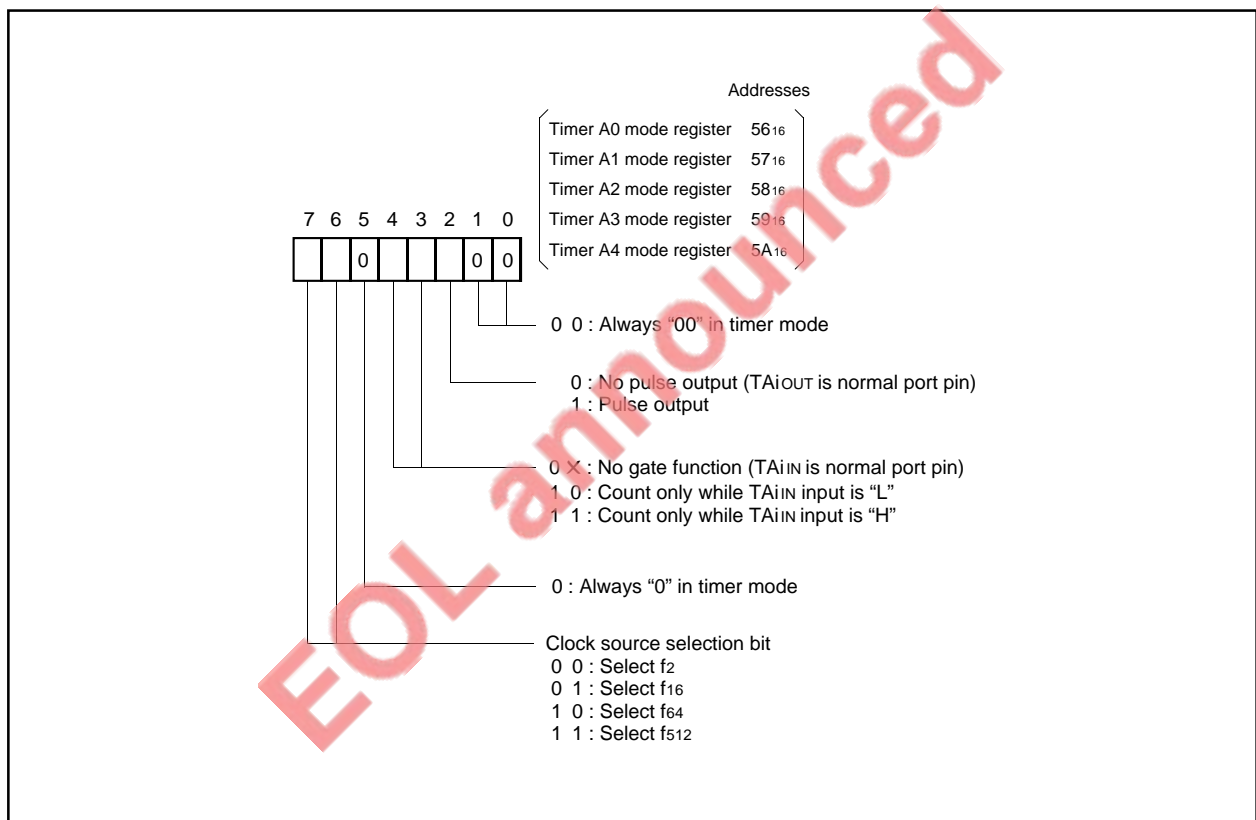 Addresses
Timer A0 mode register 5616
Timer A1 mode register 5716
Timer A2 mode register 5816
Timer A3 mode register 5916
Timer A4 mode register 5A16
7 6 5 4 3 2 1 0
0 0 0
0 0 : Always “00” in timer mode
0 : No pulse output (TAiOUT is normal port pin)
1 : Pulse output
0 X : No gate function (TAiIN is normal port pin)
1 0 : Count only while TAiIN input is “L”
1 1 : Count only while TAiIN input is “H”
0 : Always “0” in timer mode
Clock source selection bit
0 0 : Select f2
0 1 : Select f16
1 0 : Select f64
1 1 : Select f512
EOL announced